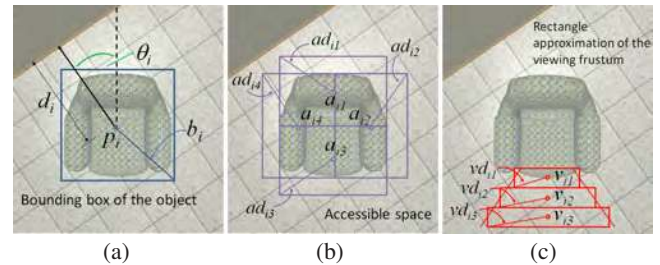 θi
di
pi
bi
Bounding box of the object
(a)
adi1
adi2
adi4
ai1
ai4
ai2
ai3
adi3
Accessible space
(b)
Rectangle
approximation of the
viewing frustum
vdi1
vi1
vdi2
vi2
vdi3
vi3
(c)